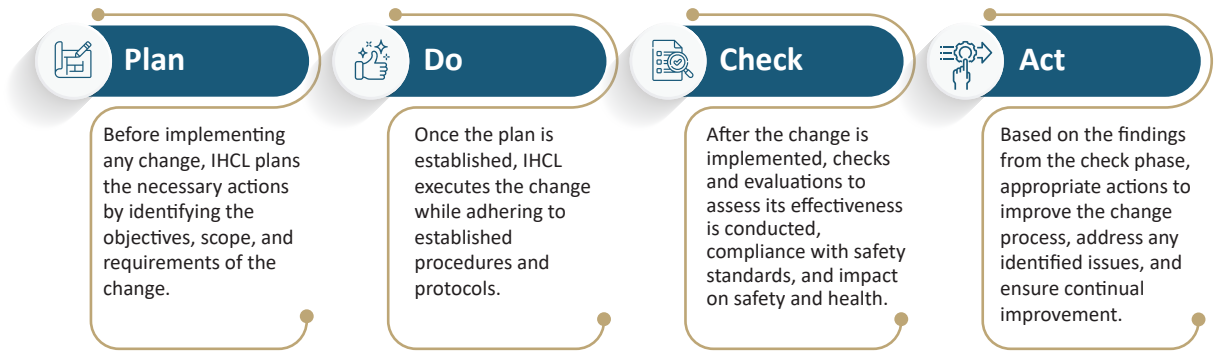 Plan
Before implementing
any change, IHCL plans
the necessary actions
by identifying the
objectives, scope, and
requirements of the
change.
Do
Once the plan is
established, IHCL
executes the change
while adhering to
established
procedures and
protocols.
Check
After the change is
implemented, checks
and evaluations to
assess its effectiveness
is conducted,
compliance with safety
standards, and impact
on safety and health.
Act
Based on the findings
from the check phase,
appropriate actions to
improve the change
process, address any
identified issues, and
ensure continual
improvement.